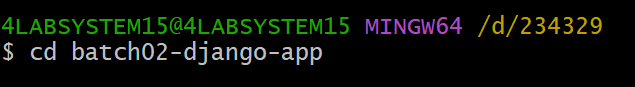 4LABSYSTEM15@4LABSYSTEM15 MINGW64 /d/234329
$ cd batch02-django-app